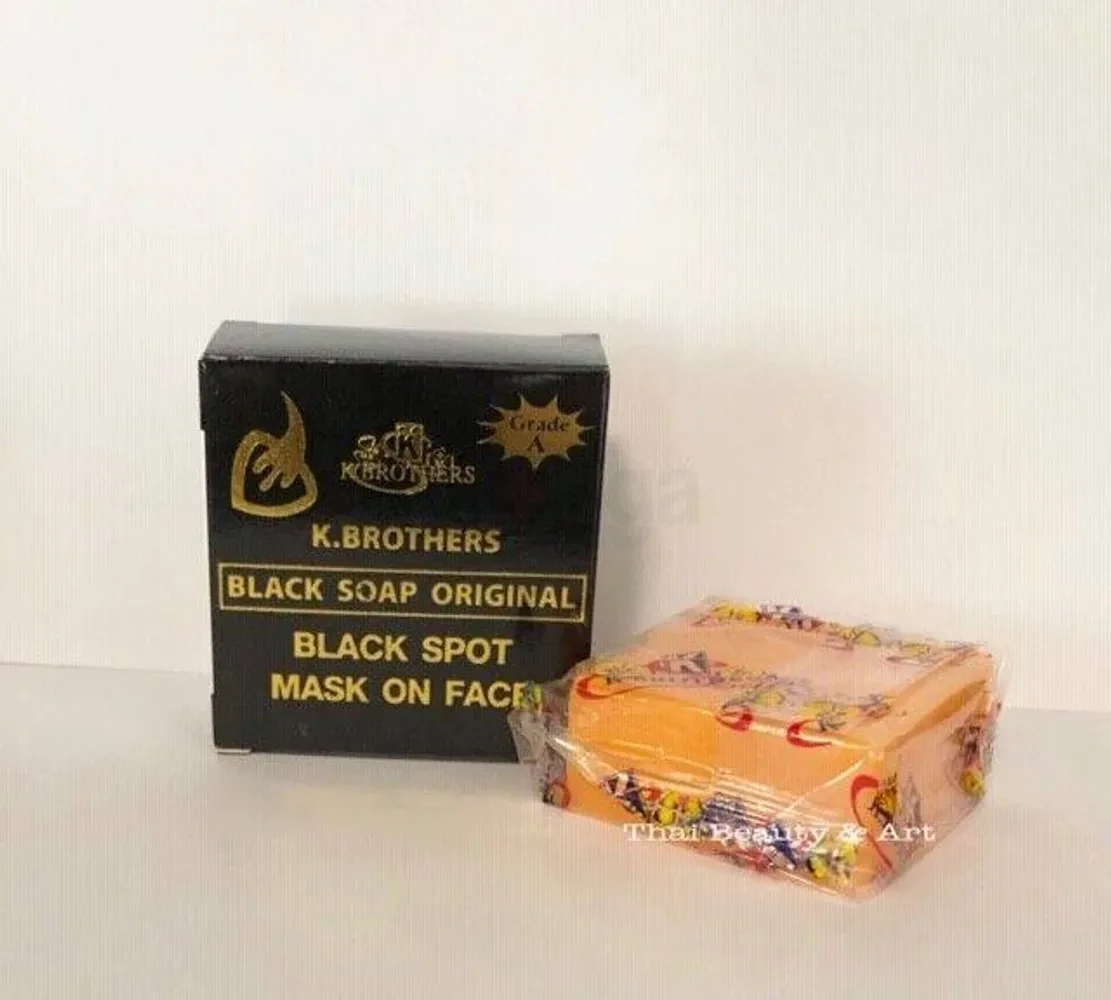 Grade
A
K.BROTHERS
K.BROTHERS
BLACK SOAP ORIGINAL
BLACK SPOT
MASK ON FACE
Thai Beauty & Art